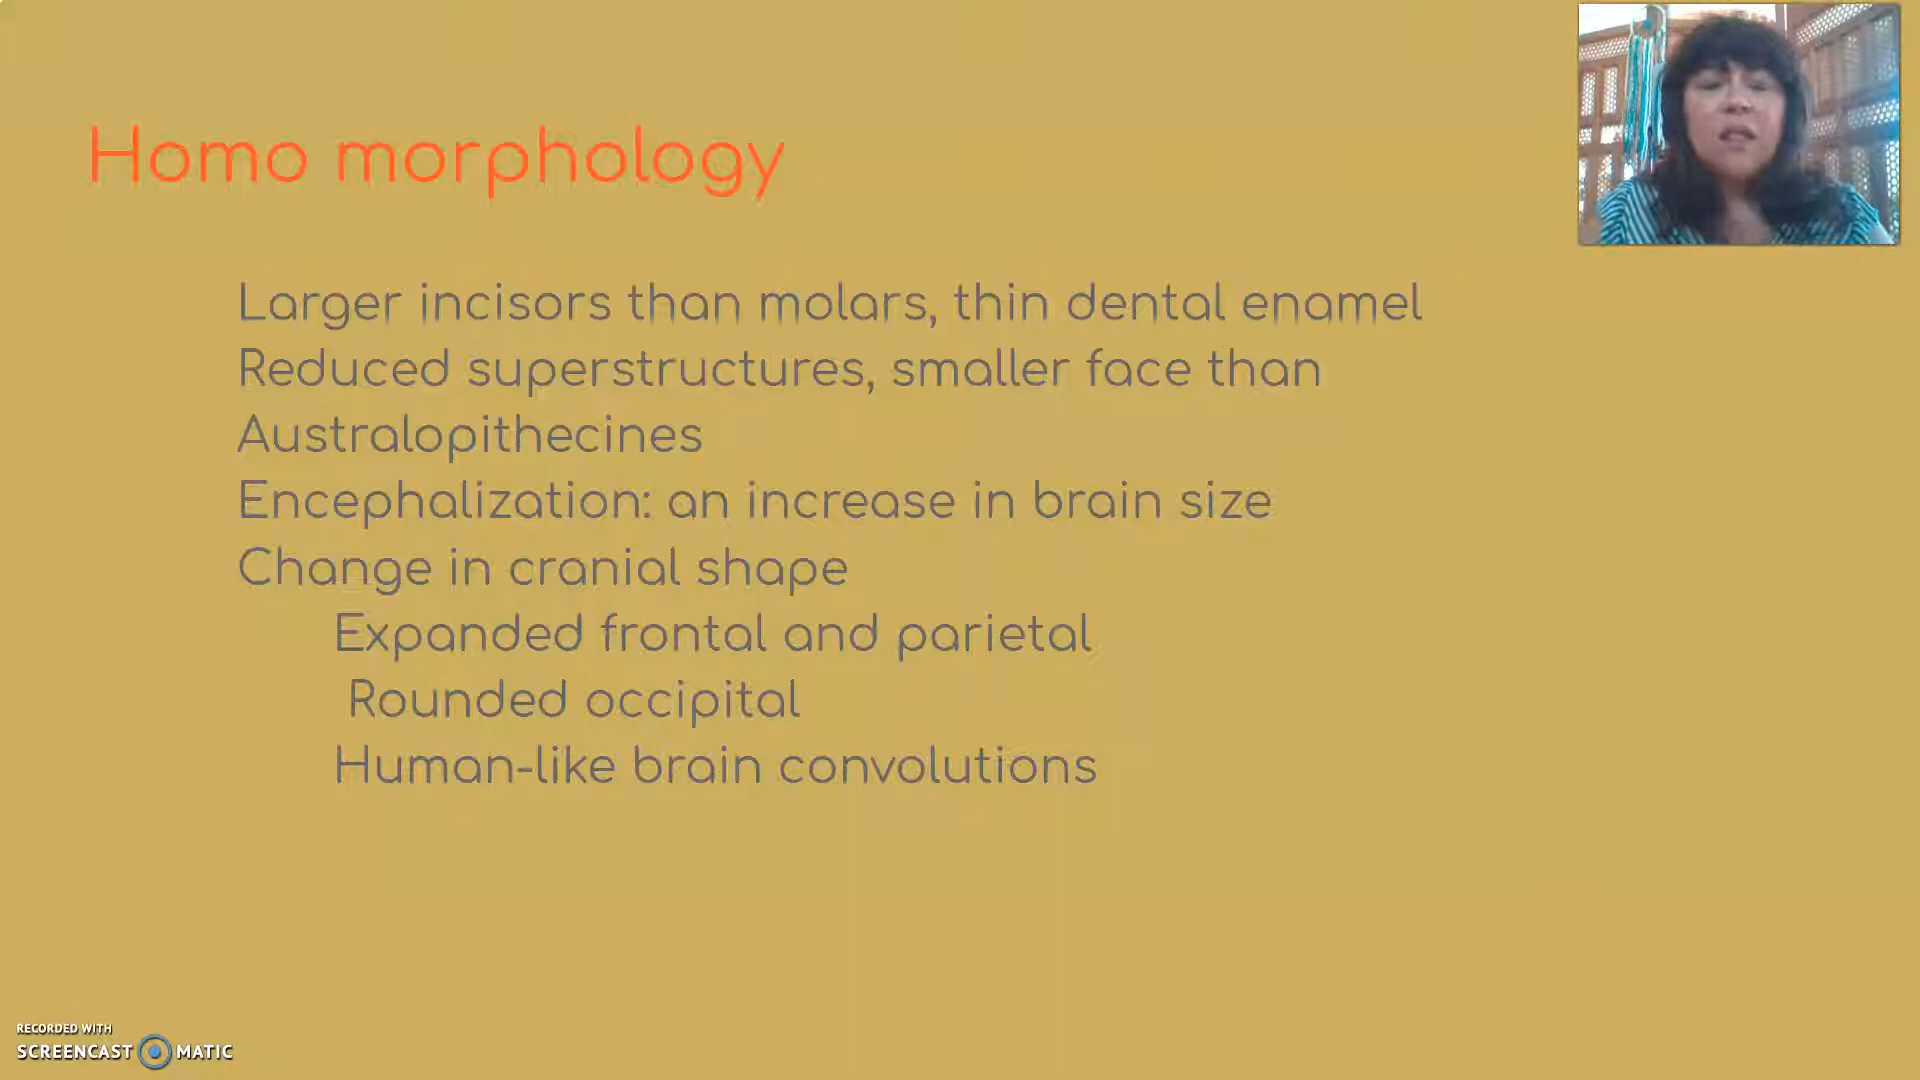 Homo morphology
Larger incisors than molars, thin dental enamel
Reduced superstructures, smaller face than
Australopithecines
Encephalization: an increase in brain size
Change in cranial shape
Expanded frontal and parietal
Rounded occipital
Human-like brain convolutions
RECORDED WITH
SCREENCAST MATIC